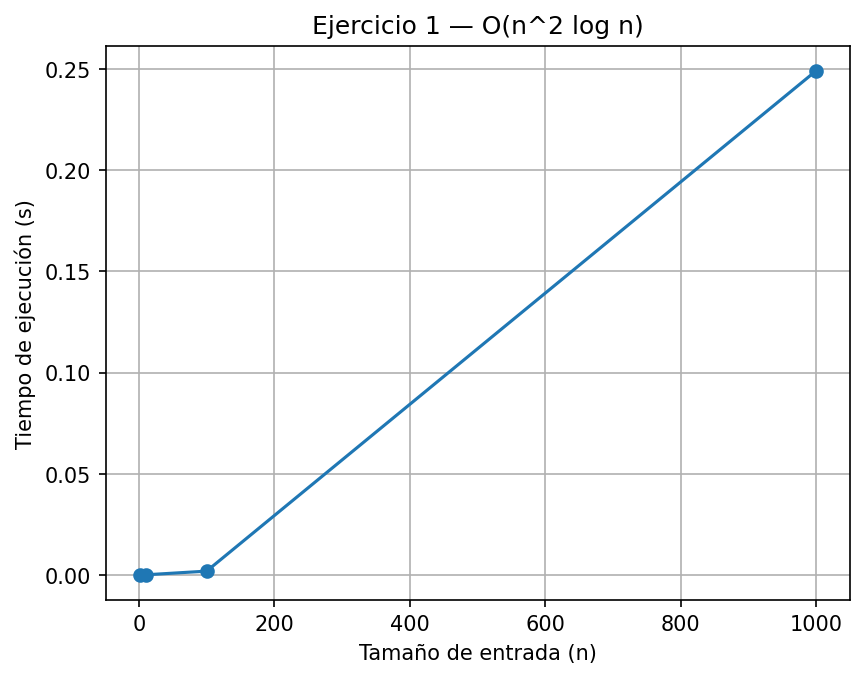 Ejercicio 1 — O(n^2 log n)
0.25
0.20
0.15
0.10
0.05
0.00
Tiempo de ejecución (s)
0 200 400 600 800 1000
Tamaño de entrada (n)